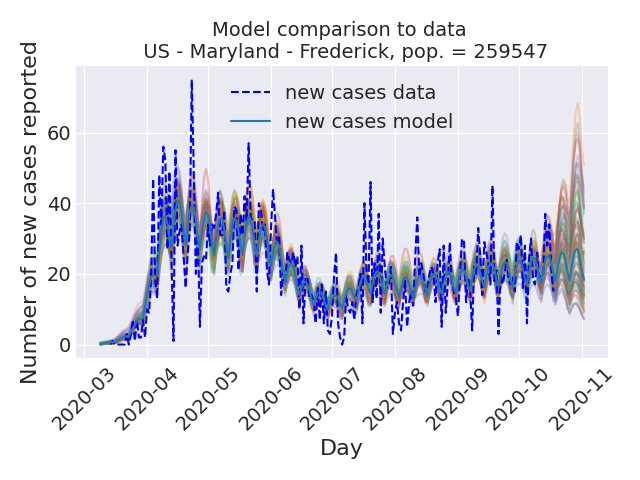 Model comparison to data
US - Maryland - Frederick, pop. = 259547
new cases data
new cases model
Number of new cases reported
60
40
20
0
2020-03
2020-04
2020-05
2020-06
2020-07
2020-08
2020-09
2020-10
2020-11
Day